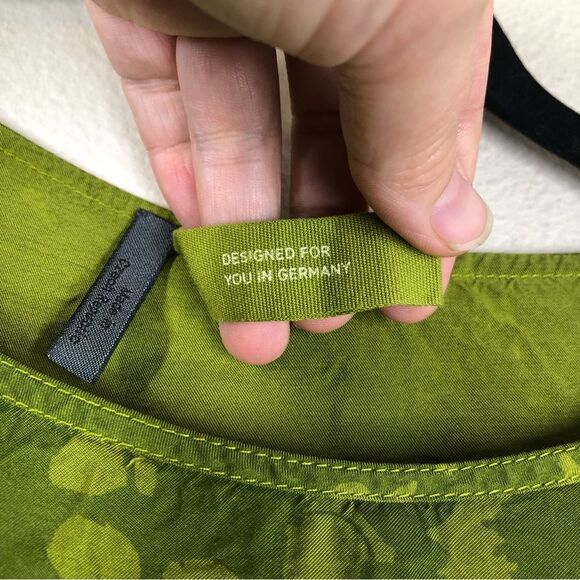 DESIGNED FOR
YOU IN GERMANY
Made in
Czech Republic